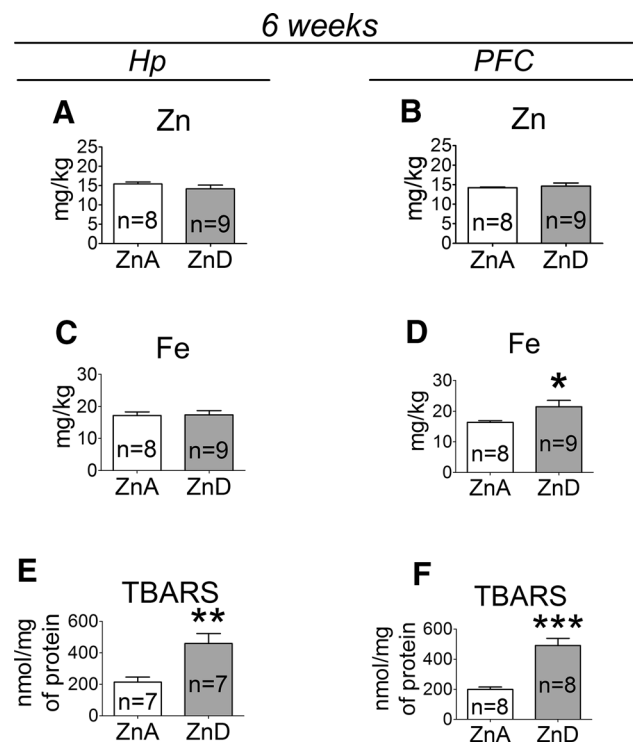 6 weeks
Hp PFC
A Zn
mg/kg
25
20
15
10
5
0
n=8 n=9
ZnA ZnD
B Zn
mg/kg
25
20
15
10
5
0
n=8 n=9
ZnA ZnD
C Fe
mg/kg
30
20
10
0
n=8 n=9
ZnA ZnD
D Fe
mg/kg
30
20
10
0
*
n=8 n=9
ZnA ZnD
E TBARS
nmol/mg
of protein
600
400
200
0
**
n=7 n=7
ZnA ZnD
F TBARS
nmol/mg
of protein
600
400
200
0
***
n=8 n=8
ZnA ZnD